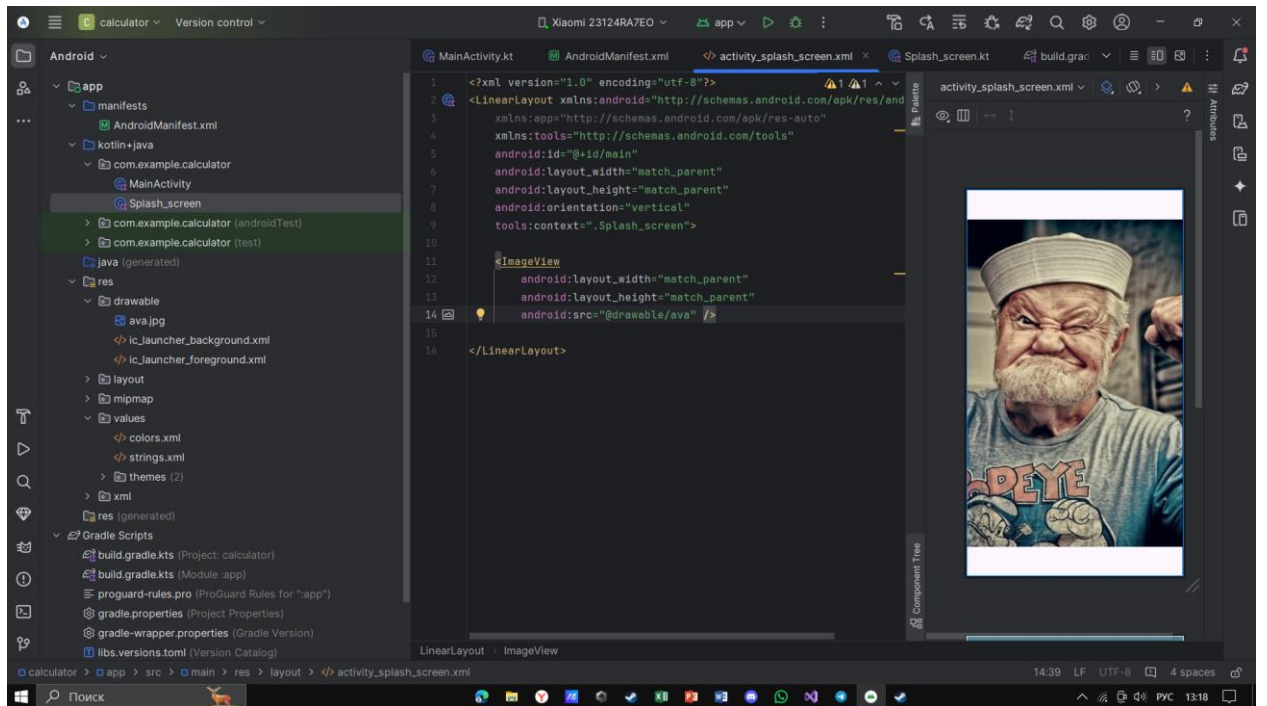 calculator Version control Xiaomi 23124RA7EO app
Android
MainActivity.kt AndroidManifest.xml activity_splash_screen.xml Splash_screen.kt build.grad
app
manifests
AndroidManifest.xml
kotlin+java
com.example.calculator
MainActivity
Splash_screen
com.example.calculator (androidTest)
com.example.calculator (test)
java (generated)
res
drawable
ava.jpg
ic_launcher_background.xml
ic_launcher_foreground.xml
layout
mipmap
values
colors.xml
strings.xml
themes (2)
xml
res (generated)
Gradle Scripts
build.gradle.kts (Project: calculator)
build.gradle.kts (Module :app)
proguard-rules.pro (ProGuard Rules for ":app")
gradle.properties (Project Properties)
gradle-wrapper.properties (Gradle Version)
libs.versions.toml (Version Catalog)
1 <?xml version="1.0" encoding="utf-8"?> 1 1
2 <LinearLayout xmlns:android="http://schemas.android.com/apk/res/and
3 xmlns:app="http://schemas.android.com/apk/res-auto"
4 xmlns:tools="http://schemas.android.com/tools"
5 android:id="@+id/main"
6 android:layout_width="match_parent"
7 android:layout_height="match_parent"
8 android:orientation="vertical"
9 tools:context=".Splash_screen">
10
11 <ImageView
12 android:layout_width="match_parent"
13 android:layout_height="match_parent"
14 android:src="@drawable/ava" />
15
16 </LinearLayout>
Palette
activity_splash_screen.xml
?
Attributes
POPEYE
Component Tree
LinearLayout ImageView
calculator > app > src > main > res > layout > activity_splash_screen.xml
14:39 LF UTF-8 4 spaces
Поиск
РУС 13:18